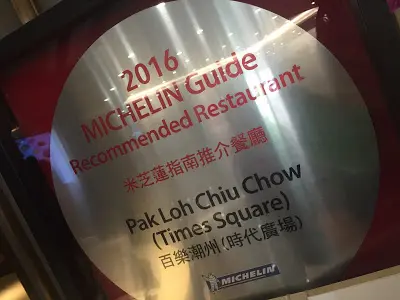 2016
MICHELIN Guide
Recommended Restaurant
米芝蓮指南推介餐廳
Pak Loh Chiu Chow
(Times Square)
百樂潮州 (時代廣場)
MICHELIN